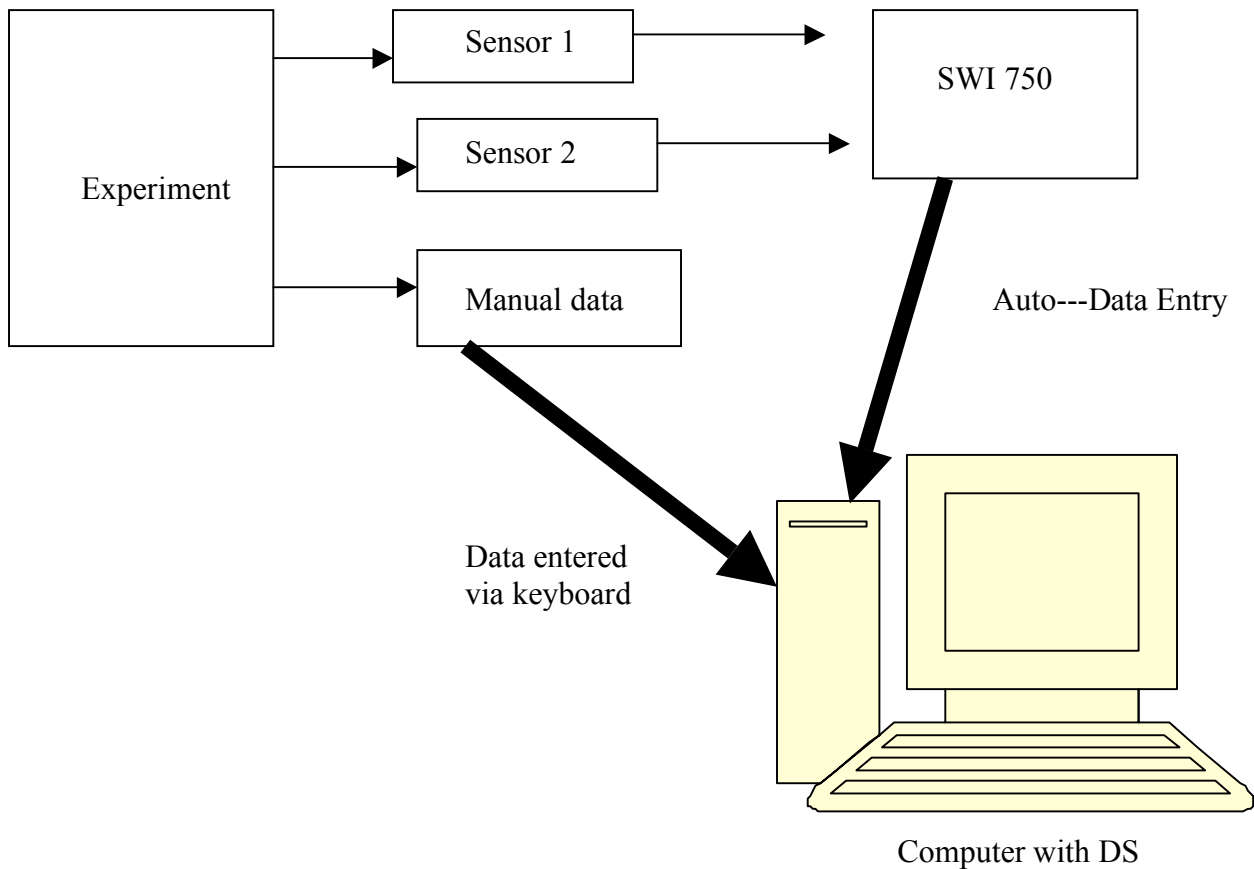 Sensor 1
SWI 750
Sensor 2
Experiment
Manual data
Auto---Data Entry
Data entered
via keyboard
Computer with DS